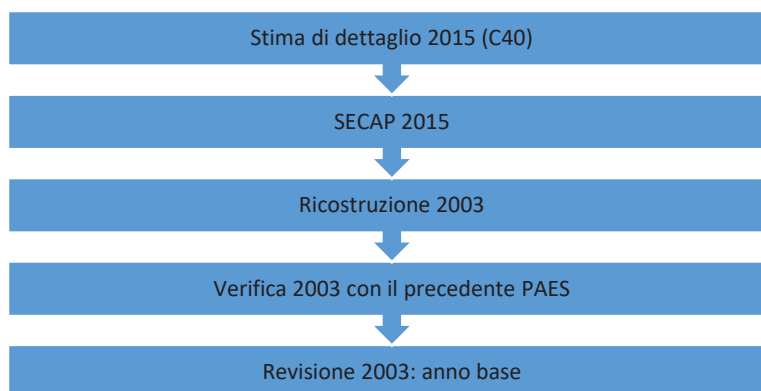 Stima di dettaglio 2015 (C40)
SECAP 2015
Ricostruzione 2003
Verifica 2003 con il precedente PAES
Revisione 2003: anno base